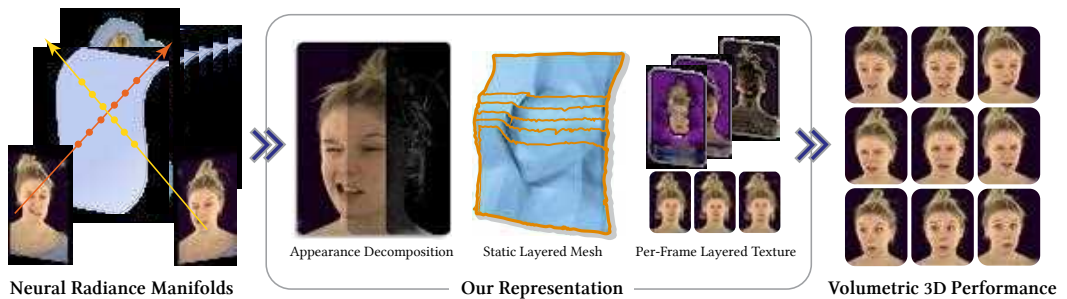 Appearance Decomposition
Static Layered Mesh
Per-Frame Layered Texture
Neural Radiance Manifolds
Our Representation
Volumetric 3D Performance